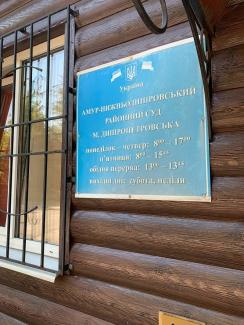 Україна
АМУР-НИЖНЬОДНІПРОВСЬКИЙ
РАЙОННИЙ СУД
М. ДНІПРОПЕТРОВСЬКА
понеділок - четвер: 8⁰⁰ - 17⁰⁰
п'ятниця: 8⁰⁰ - 15⁴⁵
обідня перерва: 13⁰⁰ - 13⁴⁵
вихідні дні: субота, неділя